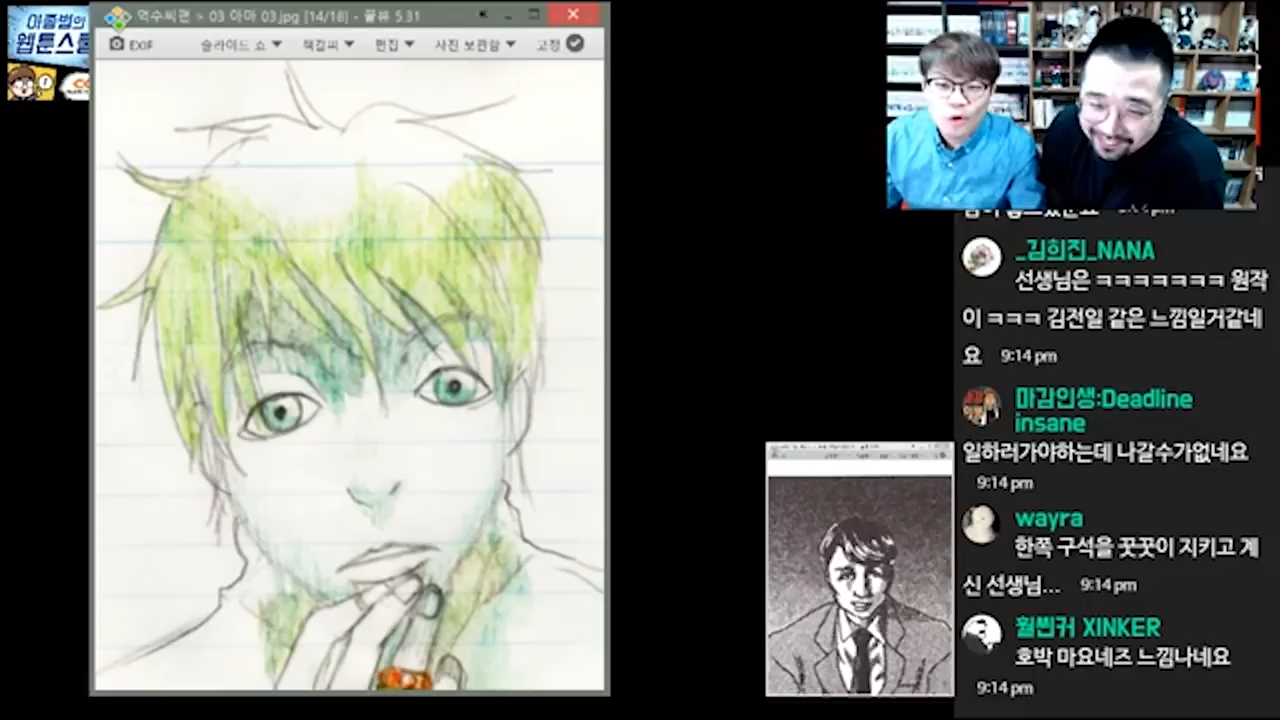 이종범의
웹툰스쿨
역수씨편 > 03 아마 03.jpg [14/18] - 꿀뷰 5.31
EXIF 슬라이드 쇼 책갈피 편집 사진 보관함 고정
_김희진_NANA
선생님은 ㅋㅋㅋㅋㅋㅋㅋ 원작
이 ㅋㅋㅋ 김전일 같은 느낌일거같네
요 9:14 pm
마감인생:Deadline
insane
일하러가야하는데 나갈수가없네요
9:14 pm
wayra
한쪽 구석을 꿋꿋이 지키고 계
신 선생님... 9:14 pm
XINKER
호박 마요네즈 느낌나네요
9:14 pm